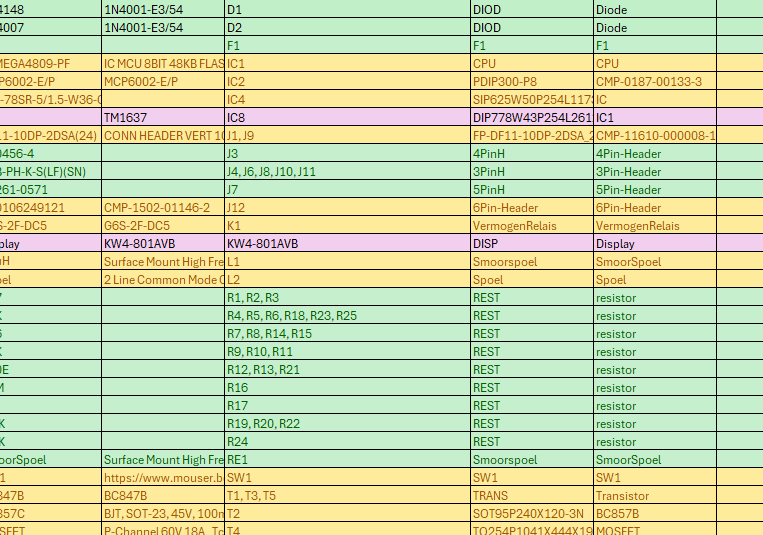 4148 1N4001-E3/54 D1 DIOD Diode
4007 1N4001-E3/54 D2 DIOD Diode
F1 F1 F1
MEGA4809-PF IC MCU 8BIT 48KB FLAS IC1 CPU CPU
P6002-E/P MCP6002-E/P IC2 PDIP300-P8 CMP-0187-00133-3
-78SR-5/1.5-W36-C IC4 SIP625W50P254L117 IC
TM1637 IC8 DIP778W43P254L261 IC1
11-10DP-2DSA(24) CONN HEADER VERT 10 J1, J9 FP-DF11-10DP-2DSA_2 CMP-11610-000008-1
0456-4 J3 4PinH 4Pin-Header
3-PH-K-S(LF)(SN) J4, J6, J8, J10, J11 3PinH 3Pin-Header
261-0571 J7 5PinH 5Pin-Header
0106249121 CMP-1502-01146-2 J12 6Pin-Header 6Pin-Header
S-2F-DC5 G6S-2F-DC5 K1 VermogenRelais VermogenRelais
play KW4-801AVB KW4-801AVB DISP Display
H Surface Mount High Fre L1 Smoorspoel SmoorSpoel
oel 2 Line Common Mode C L2 Spoel Spoel
R1, R2, R3 REST resistor
R4, R5, R6, R18, R23, R25 REST resistor
R7, R8, R14, R15 REST resistor
R9, R10, R11 REST resistor
R12, R13, R21 REST resistor
R16 REST resistor
R17 REST resistor
K R19, R20, R22 REST resistor
K R24 REST resistor
oorSpoel Surface Mount High Fre RE1 Smoorspoel SmoorSpoel
1 https://www.mouser.b SW1 SW1 SW1
847B BC847B T1, T3, T5 TRANS Transistor
857C BJT, SOT-23, 45V, 100m T2 SOT95P240X120-3N BC857B
SFET P-Channel 60V 18A Tc T4 TO254P1041X444X19 MOSFET